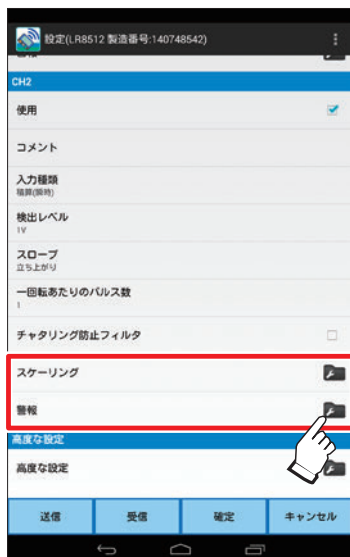 設定(LR8512 製造番号:140748542)
CH2
使用
コメント
入力種類
積算(瞬時)
検出レベル
1V
スロープ
立ち上がり
一回転あたりのパルス数
1
チャタリング防止フィルタ
スケーリング
警報
高度な設定
高度な設定
送信 受信 確定 キャンセル